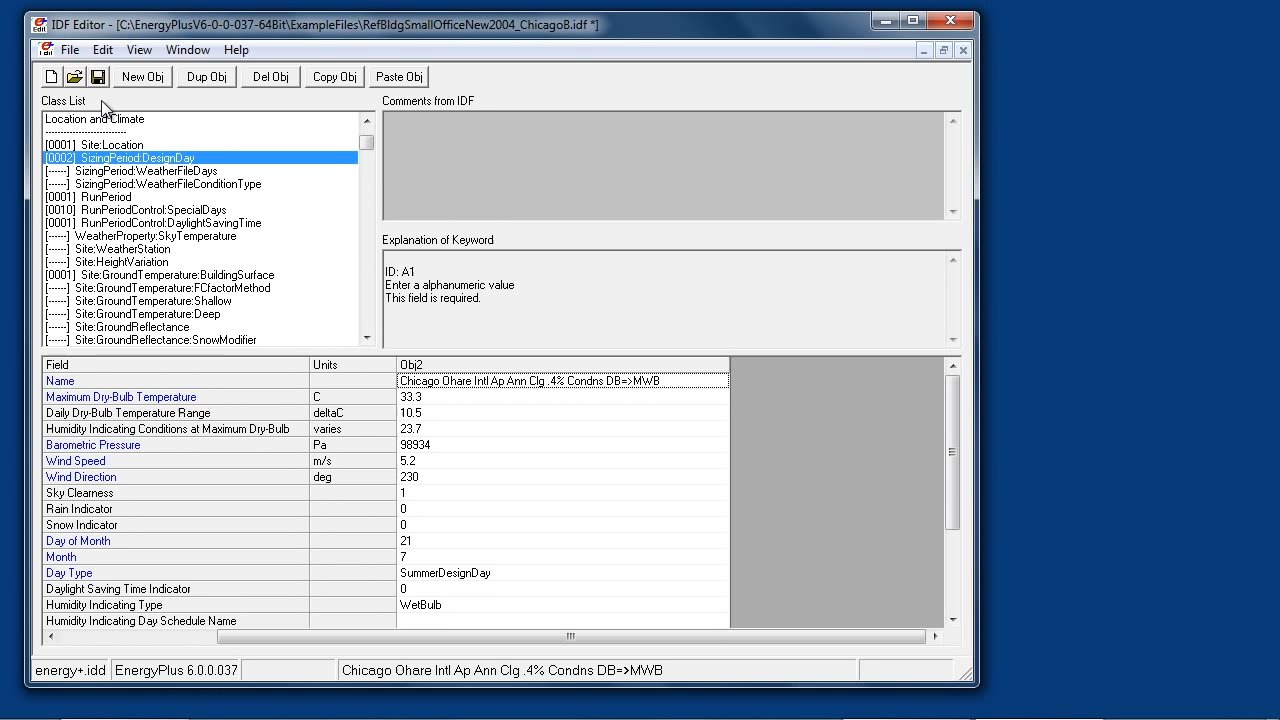 IDF Editor - [C:\EnergyPlusV6-0-0-037-64Bit\ExampleFiles\RefBldgSmallOfficeNew2004_ChicagoB.idf *]
File Edit View Window Help
New Obj Dup Obj Del Obj Copy Obj Paste Obj
Class List
Location and Climate
------------------------
[0001] Site:Location
[0002] SizingPeriod:DesignDay
[-----] SizingPeriod:WeatherFileDays
[-----] SizingPeriod:WeatherFileConditionType
[0001] RunPeriod
[0010] RunPeriodControl:SpecialDays
[0001] RunPeriodControl:DaylightSavingTime
[-----] WeatherProperty:SkyTemperature
[-----] Site:WeatherStation
[-----] Site:HeightVariation
[0001] Site:GroundTemperature:BuildingSurface
[-----] Site:GroundTemperature:FCfactorMethod
[-----] Site:GroundTemperature:Shallow
[-----] Site:GroundTemperature:Deep
[-----] Site:GroundReflectance
[-----] Site:GroundReflectance:SnowModifier
Comments from IDF
Explanation of Keyword
ID: A1
Enter a alphanumeric value
This field is required.
Field Units Obj2
Name Chicago Ohare Intl Ap Ann Clg .4% Condns DB=>MWB
Maximum Dry-Bulb Temperature C 33.3
Daily Dry-Bulb Temperature Range deltaC 10.5
Humidity Indicating Conditions at Maximum Dry-Bulb varies 23.7
Barometric Pressure Pa 98934
Wind Speed m/s 5.2
Wind Direction deg 230
Sky Clearness 1
Rain Indicator 0
Snow Indicator 0
Day of Month 21
Month 7
Day Type SummerDesignDay
Daylight Saving Time Indicator 0
Humidity Indicating Type WetBulb
Humidity Indicating Day Schedule Name
energy+.idd EnergyPlus 6.0.0.037 Chicago Ohare Intl Ap Ann Clg .4% Condns DB=>MWB